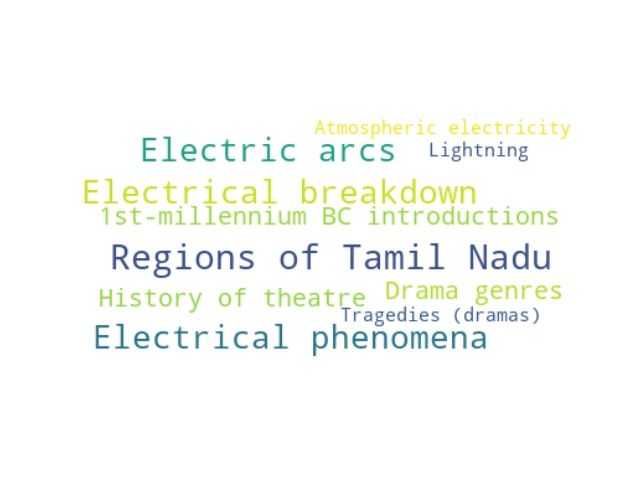 Atmospheric electricity
Electric arcs
Lightning
Electrical breakdown
1st-millennium BC introductions
Regions of Tamil Nadu
Drama genres
History of theatre
Tragedies (dramas)
Electrical phenomena